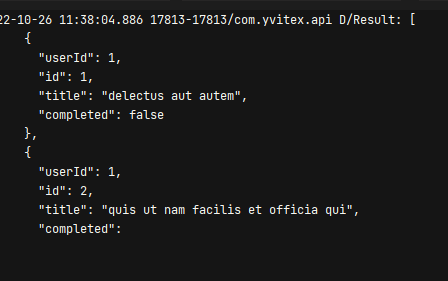 22-10-26 11:38:04.886 17813-17813/com.yvitex.api D/Result: [
{
"userId": 1,
"id": 1,
"title": "delectus aut autem",
"completed": false
},
{
"userId": 1,
"id": 2,
"title": "quis ut nam facilis et officia qui",
"completed":